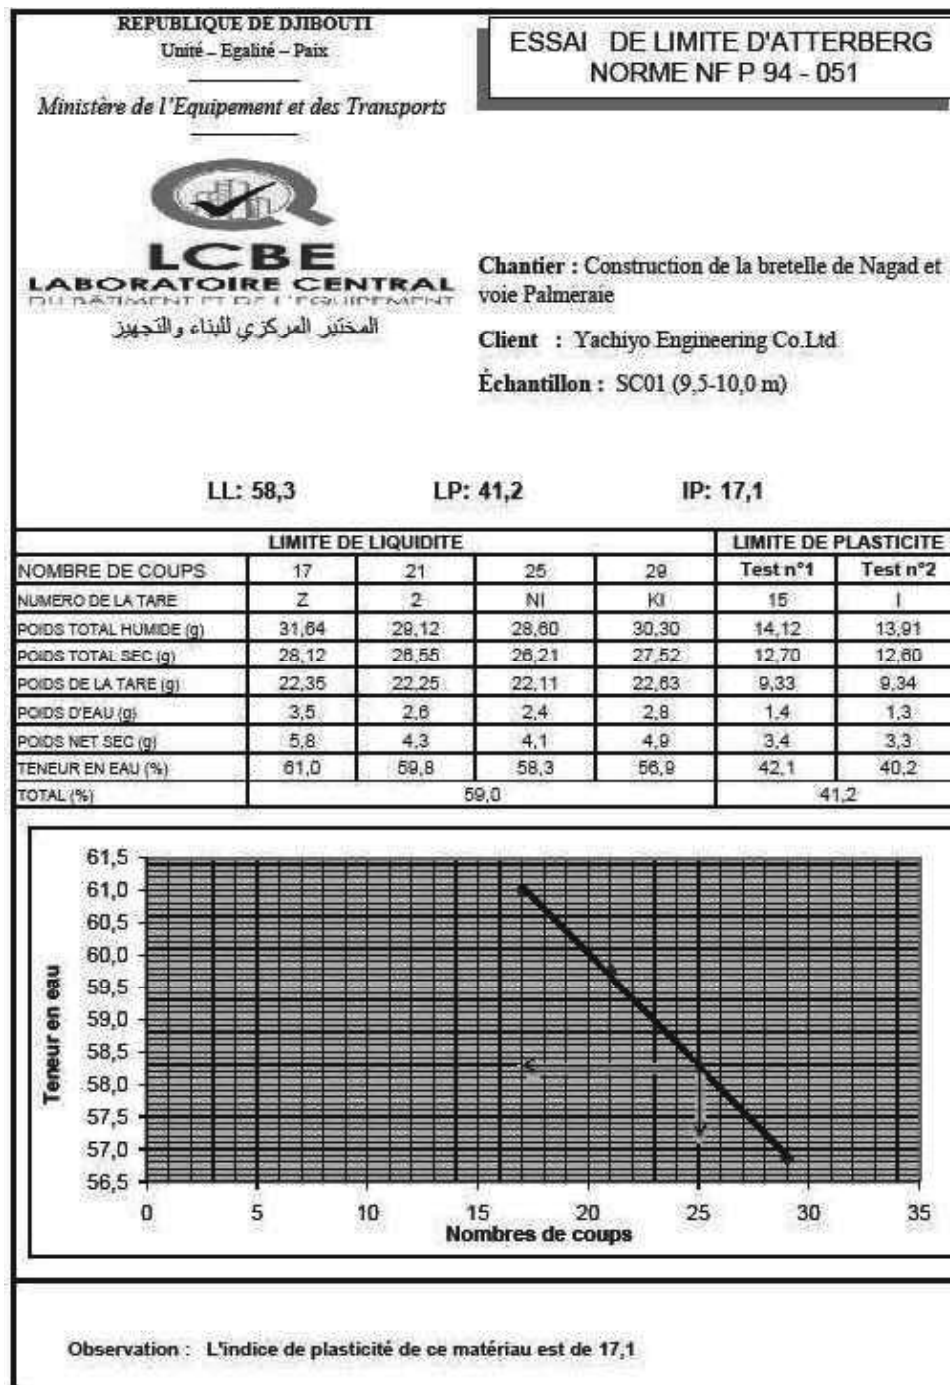 REPUBLIQUE DE DJIBOUTI
Unité – Egalité – Paix
Ministère de l'Equipement et des Transports
ESSAI DE LIMITE D'ATTERBERG
NORME NF P 94 - 051
LCBE
LABORATOIRE CENTRAL
DU BÂTIMENT ET DE L'EQUIPEMENT
المختبر المركزي للبناء والتجهيز
Chantier : Construction de la bretelle de Nagad et
voie Palmeraie
Client : Yachiyo Engineering Co.Ltd
Échantillon : SC01 (9,5-10,0 m)
LL: 58,3 LP: 41,2 IP: 17,1
LIMITE DE LIQUIDITE LIMITE DE PLASTICITE
NOMBRE DE COUPS 17 21 25 29 Test n°1 Test n°2
NUMERO DE LA TARE Z 2 NI KI 15 I
POIDS TOTAL HUMIDE (g) 31,64 29,12 28,60 30,30 14,12 13,91
POIDS TOTAL SEC (g) 28,12 26,55 26,21 27,52 12,70 12,60
POIDS DE LA TARE (g) 22,35 22,25 22,11 22,63 9,33 9,34
POIDS D'EAU (g) 3,5 2,6 2,4 2,8 1,4 1,3
POIDS NET SEC (g) 5,8 4,3 4,1 4,9 3,4 3,3
TENEUR EN EAU (%) 61,0 59,8 58,3 56,9 42,1 40,2
TOTAL (%) 59,0 41,2
Teneur en eau
61,5
61,0
60,5
60,0
59,5
59,0
58,5
58,0
57,5
57,0
56,5
0 5 10 15 20 25 30 35
Nombres de coups
Observation : L'indice de plasticité de ce matériau est de 17,1